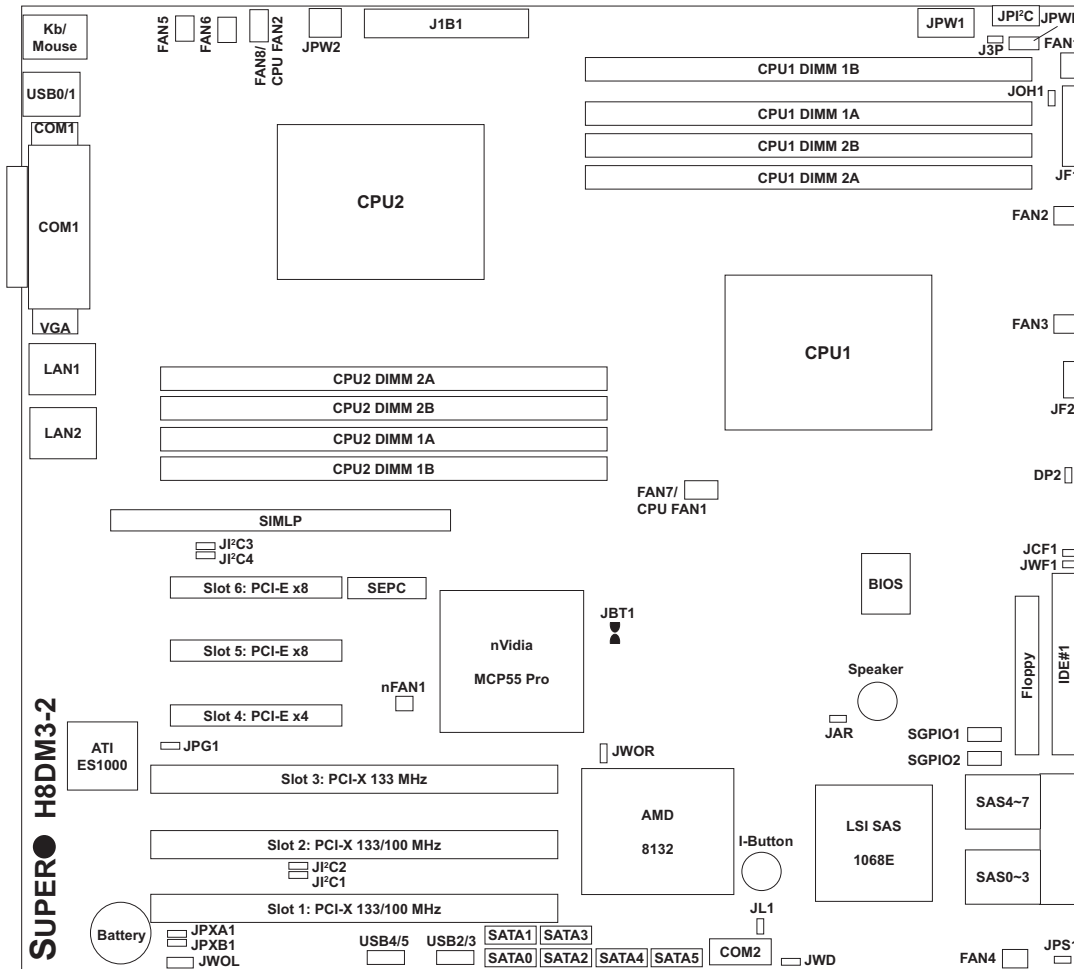 Kb/
Mouse
FAN5
FAN6
FAN8/
CPU FAN2
JPW2
J1B1
JPW1
JPI²C
J3P
FAN1
CPU1 DIMM 1B
USB0/1
JOH1
COM1
CPU1 DIMM 1A
CPU1 DIMM 2B
CPU1 DIMM 2A
JF1
CPU2
COM1
FAN2
VGA
FAN3
LAN1
CPU1
CPU2 DIMM 2A
CPU2 DIMM 2B
JF2
LAN2
CPU2 DIMM 1A
CPU2 DIMM 1B
DP2
FAN7/
CPU FAN1
SIMLP
JI²C3
JI²C4
JCF1
JWF1
Slot 6: PCI-E x8
SEPC
BIOS
JBT1
nVidia
MCP55 Pro
Slot 5: PCI-E x8
Speaker
Floppy
IDE#1
nFAN1
Slot 4: PCI-E x4
JAR
SGPIO1
ATI
ES1000
JPG1
JWOR
SGPIO2
Slot 3: PCI-X 133 MHz
SAS4~7
AMD
8132
LSI SAS
1068E
Slot 2: PCI-X 133/100 MHz
I-Button
JI²C2
JI²C1
SAS0~3
Slot 1: PCI-X 133/100 MHz
JL1
Battery
JPXA1
JPXB1
JWOL
USB4/5
USB2/3
SATA1
SATA3
SATA0
SATA2
SATA4
SATA5
COM2
JWD
FAN4
JPS1
SUPER H8DM3-2